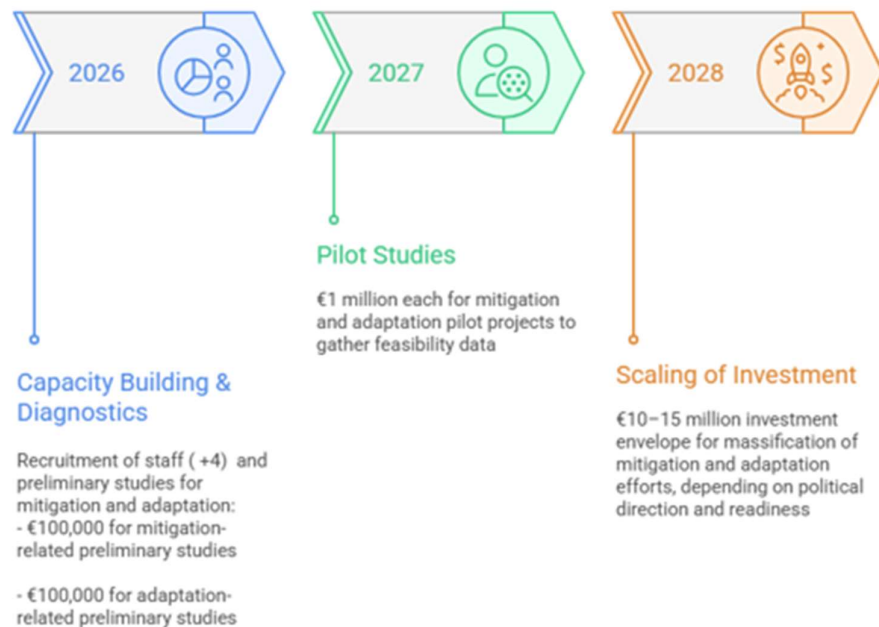 2026
2027
2028
Capacity Building &
Diagnostics
Recruitment of staff ( +4) and
preliminary studies for
mitigation and adaptation:
- €100,000 for mitigation-
related preliminary studies
- €100,000 for adaptation-
related preliminary studies
Pilot Studies
€1 million each for mitigation
and adaptation pilot projects to
gather feasibility data
Scaling of Investment
€10–15 million investment
envelope for massification of
mitigation and adaptation
efforts, depending on political
direction and readiness